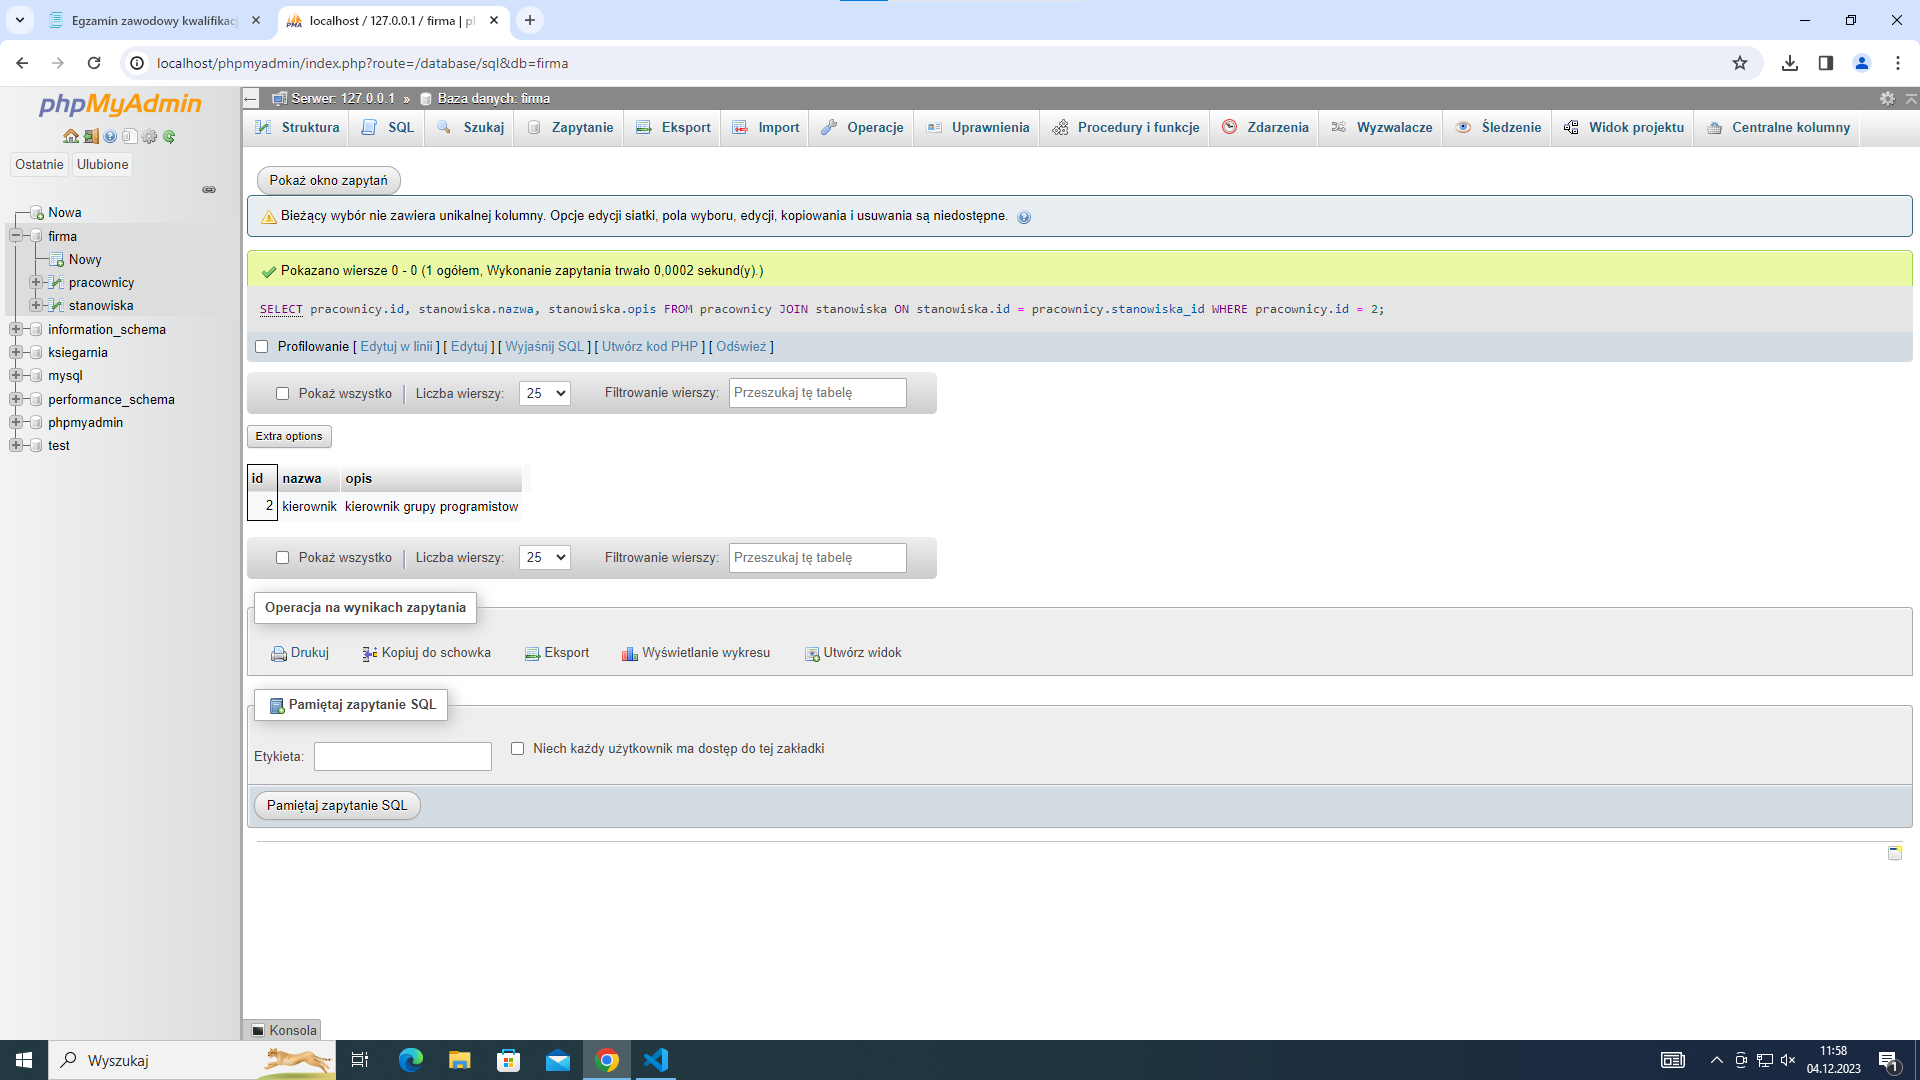 Egzamin zawodowy kwalifikacj
localhost / 127.0.0.1 / firma | ph
localhost/phpmyadmin/index.php?route=/database/sql&db=firma
phpMyAdmin
Ostatnie Ulubione
Nowa
firma
Nowy
pracownicy
stanowiska
information_schema
ksiegarnia
mysql
performance_schema
phpmyadmin
test
Serwer: 127.0.0.1 » Baza danych: firma
Struktura SQL Szukaj Zapytanie Eksport Import Operacje Uprawnienia Procedury i funkcje Zdarzenia Wyzwalacze Śledzenie Widok projektu Centralne kolumny
Pokaż okno zapytań
Bieżący wybór nie zawiera unikalnej kolumny. Opcje edycji siatki, pola wyboru, edycji, kopiowania i usuwania są niedostępne.
Pokazano wiersze 0 - 0 (1 ogółem, Wykonanie zapytania trwało 0,0002 sekund(y).)
SELECT pracownicy.id, stanowiska.nazwa, stanowiska.opis FROM pracownicy JOIN stanowiska ON stanowiska.id = pracownicy.stanowiska_id WHERE pracownicy.id = 2;
Profilowanie [ Edytuj w linii ] [ Edytuj ] [ Wyjaśnij SQL ] [ Utwórz kod PHP ] [ Odśwież ]
Pokaż wszystko Liczba wierszy: 25 Filtrowanie wierszy: Przeszukaj tę tabelę
Extra options
id nazwa opis
2 kierownik kierownik grupy programistow
Pokaż wszystko Liczba wierszy: 25 Filtrowanie wierszy: Przeszukaj tę tabelę
Operacja na wynikach zapytania
Drukuj Kopiuj do schowka Eksport Wyświetlanie wykresu Utwórz widok
Pamiętaj zapytanie SQL
Etykieta: Niech każdy użytkownik ma dostęp do tej zakładki
Pamiętaj zapytanie SQL
Konsola
Wyszukaj
11:58
04.12.2023
1